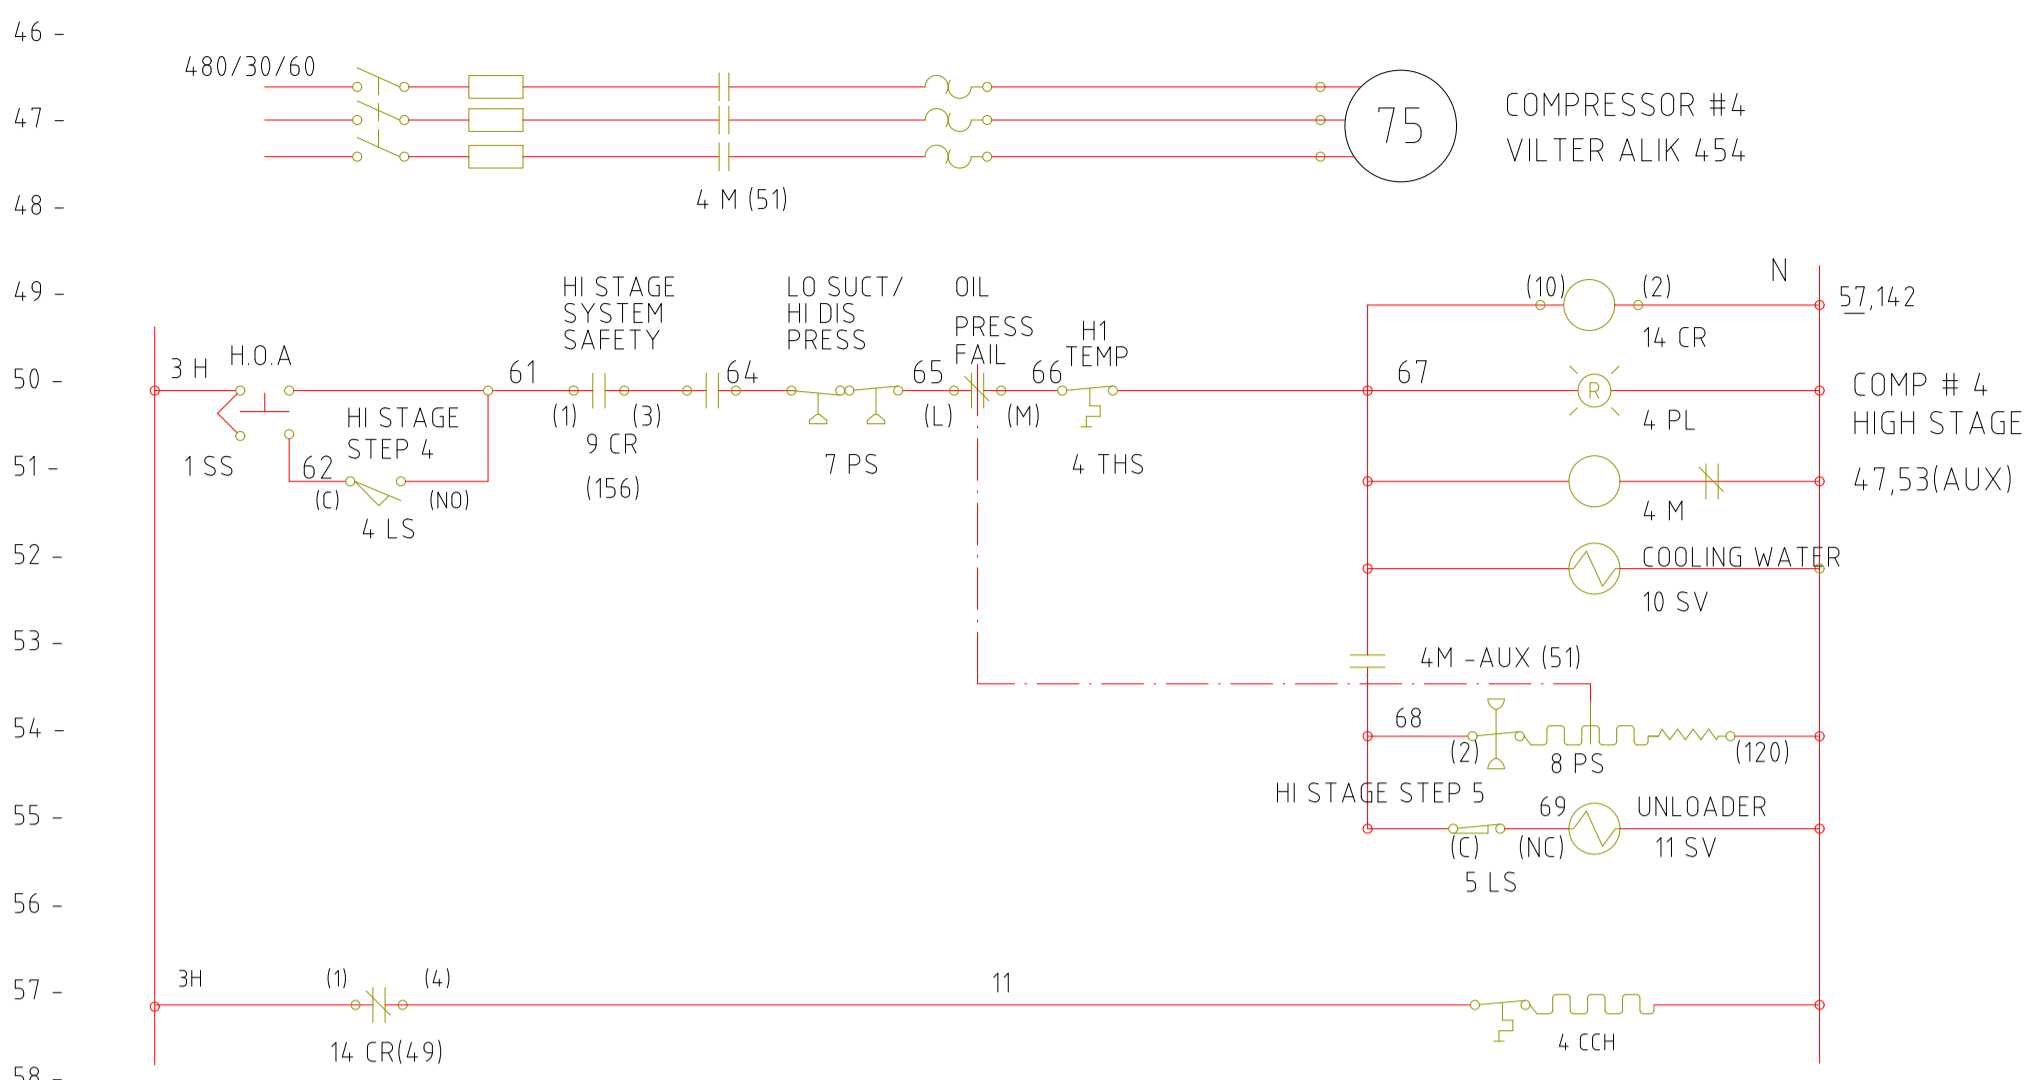 46 -
480/30/60
47 -
75
COMPRESSOR #4
VILTER ALIK 454
48 -
4 M (51)
49 -
HI STAGE
SYSTEM
SAFETY
LO SUCT/
HI DIS
PRESS
OIL
PRESS
FAIL
H1
TEMP
(10)
(2)
N
57,142
14 CR
50 -
3 H
H.O.A
61
64
65
66
67
R
COMP # 4
HIGH STAGE
4 PL
(1)
(3)
9 CR
(156)
(L)
(M)
HI STAGE
STEP 4
51 -
1 SS
62
(C)
(NO)
4 LS
7 PS
4 THS
4 M
47,53(AUX)
52 -
COOLING WATER
10 SV
53 -
4M -AUX (51)
54 -
68
(2)
8 PS
(120)
HI STAGE STEP 5
55 -
69
UNLOADER
(C)
(NC)
11 SV
5 LS
56 -
57 -
3H
(1)
(4)
11
14 CR(49)
4 CCH
58 -